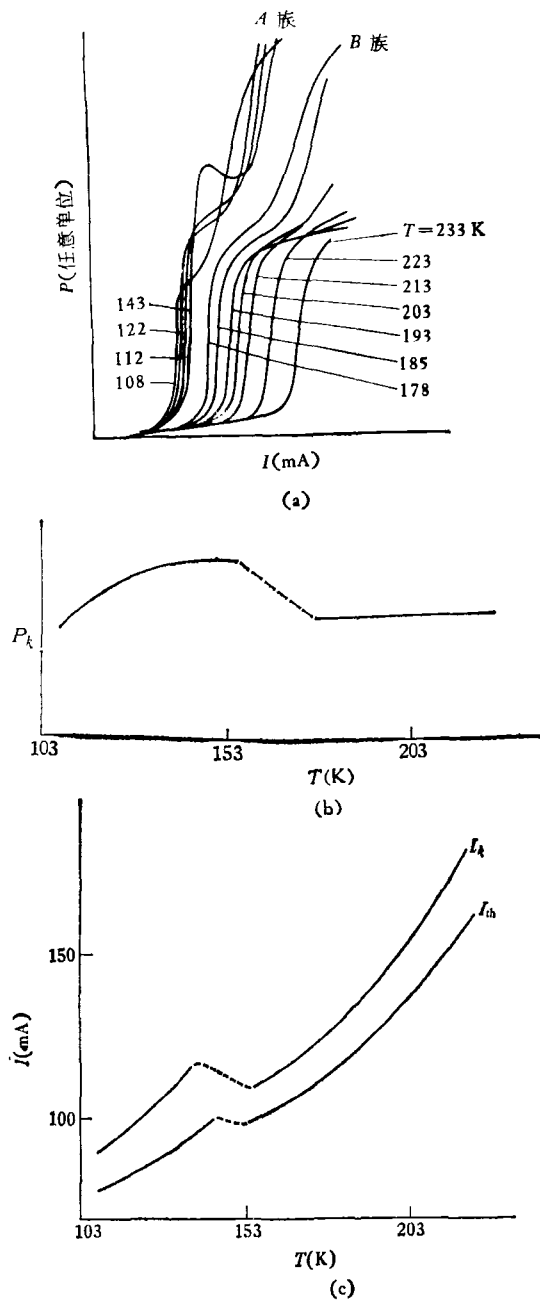 A 族
B 族
P(任意单位)
T=233 K
223
213
203
193
185
178
143
122
112
108
I(mA)
(a)
P_k
103
153
203
T(K)
(b)
I_k
I_th
150
100
I(mA)
103
153
203
T(K)
(c)